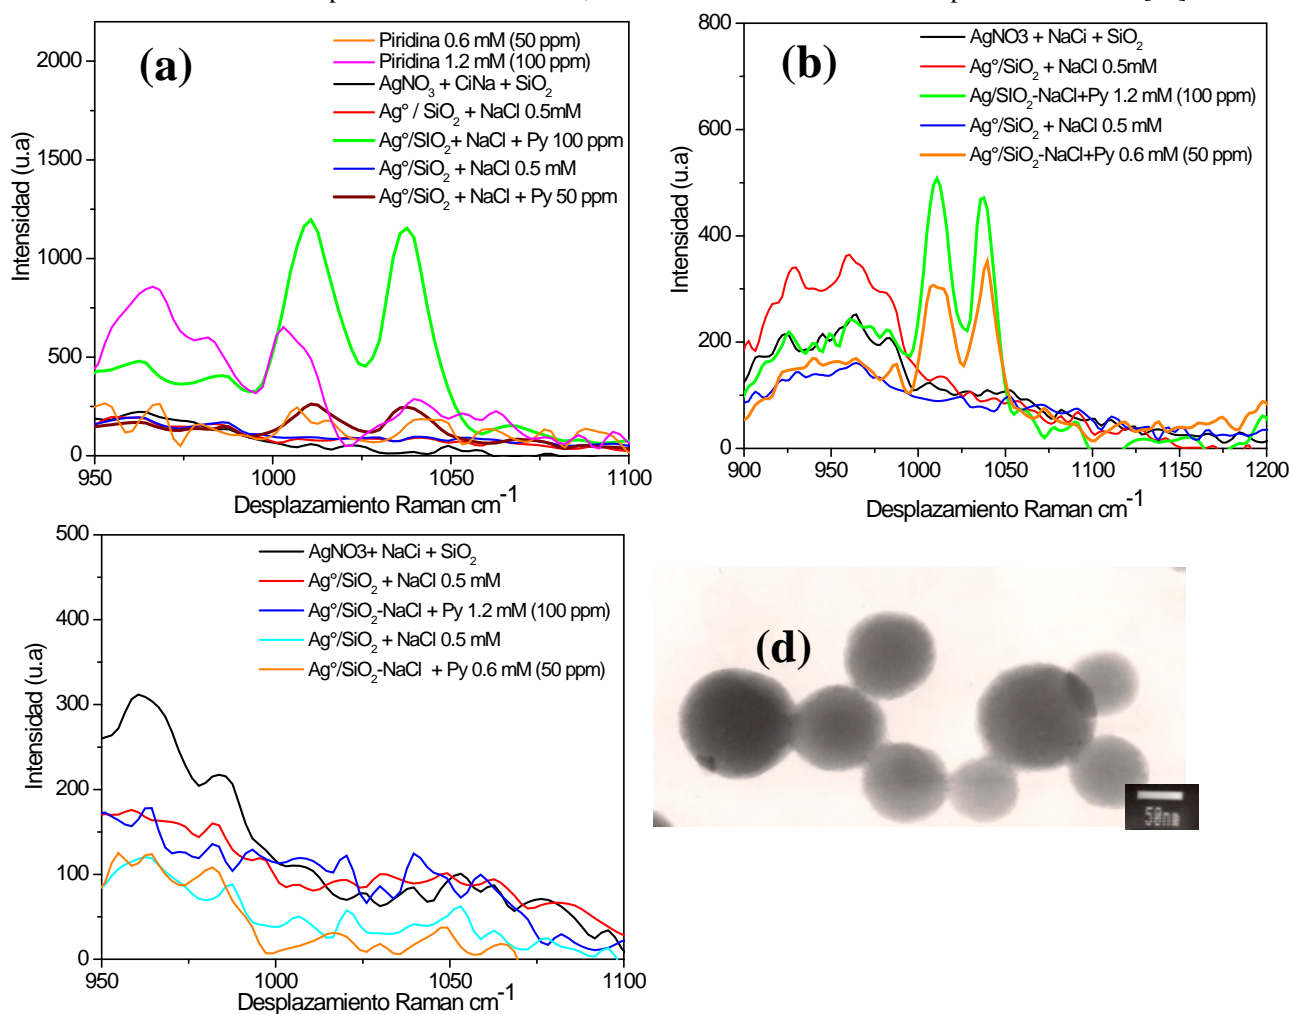 (a)
2000
1500
1000
500
0
950
1000
1050
1100
Intensidad (u.a)
Desplazamiento Raman cm⁻¹
Piridina 0.6 mM (50 ppm)
Piridina 1.2 mM (100 ppm)
AgNO₃ + ClNa + SiO₂
Ag° / SiO₂ + NaCl 0.5mM
Ag°/SIO₂+ NaCl + Py 100 ppm
Ag°/SiO₂ + NaCl 0.5 mM
Ag°/SiO₂ + NaCl + Py 50 ppm
(b)
800
600
400
200
0
900
950
1000
1050
1100
1150
1200
Intensidad (u.a)
Desplazamiento Raman cm⁻¹
AgNO3 + NaCl + SiO₂
Ag°/SiO₂ + NaCl 0.5mM
Ag/SIO₂-NaCl+Py 1.2 mM (100 ppm)
Ag°/SiO₂ + NaCl 0.5 mM
Ag°/SiO₂-NaCl+Py 0.6 mM (50 ppm)
500
400
300
200
100
0
950
1000
1050
1100
Intensidad (u.a)
Desplazamiento Raman cm⁻¹
AgNO3+ NaCl + SiO₂
Ag°/SiO₂ + NaCl 0.5 mM
Ag°/SiO₂-NaCl + Py 1.2 mM (100 ppm)
Ag°/SiO₂ + NaCl 0.5 mM
Ag°/SiO₂-NaCl + Py 0.6 mM (50 ppm)
(d)
50nm